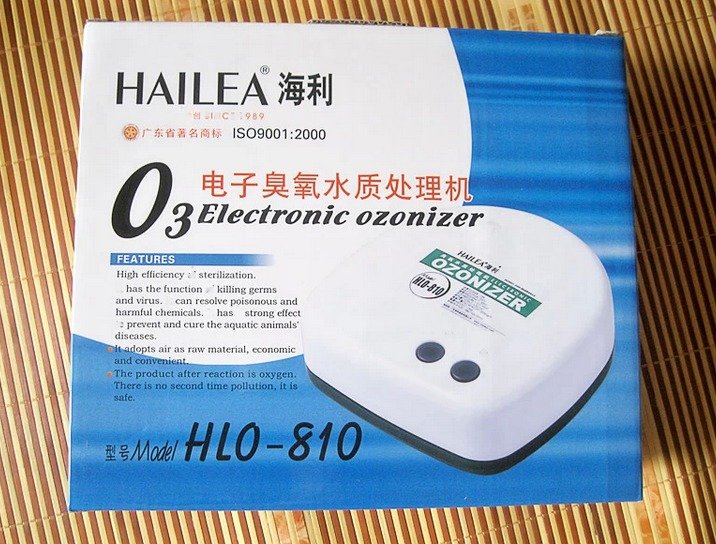 HAILEA® 海利
创 C 1989
广东省著名商标 ISO9001:2000
O3 电子臭氧水质处理机
Electronic ozonizer
FEATURES
High efficiency sterilization.
has the function killing germs
and virus. can resolve poisonous and
harmful chemicals. has strong effect
prevent and cure the aquatic animals'
diseases.
It adopts air as raw material, economic
and convenient.
The product after reaction is oxygen.
There is no second time pollution, it is
safe.
型号 Model HLO-810
HAILEA 海利
ELECTRONIC
OZONIZER
Model
HLO-810